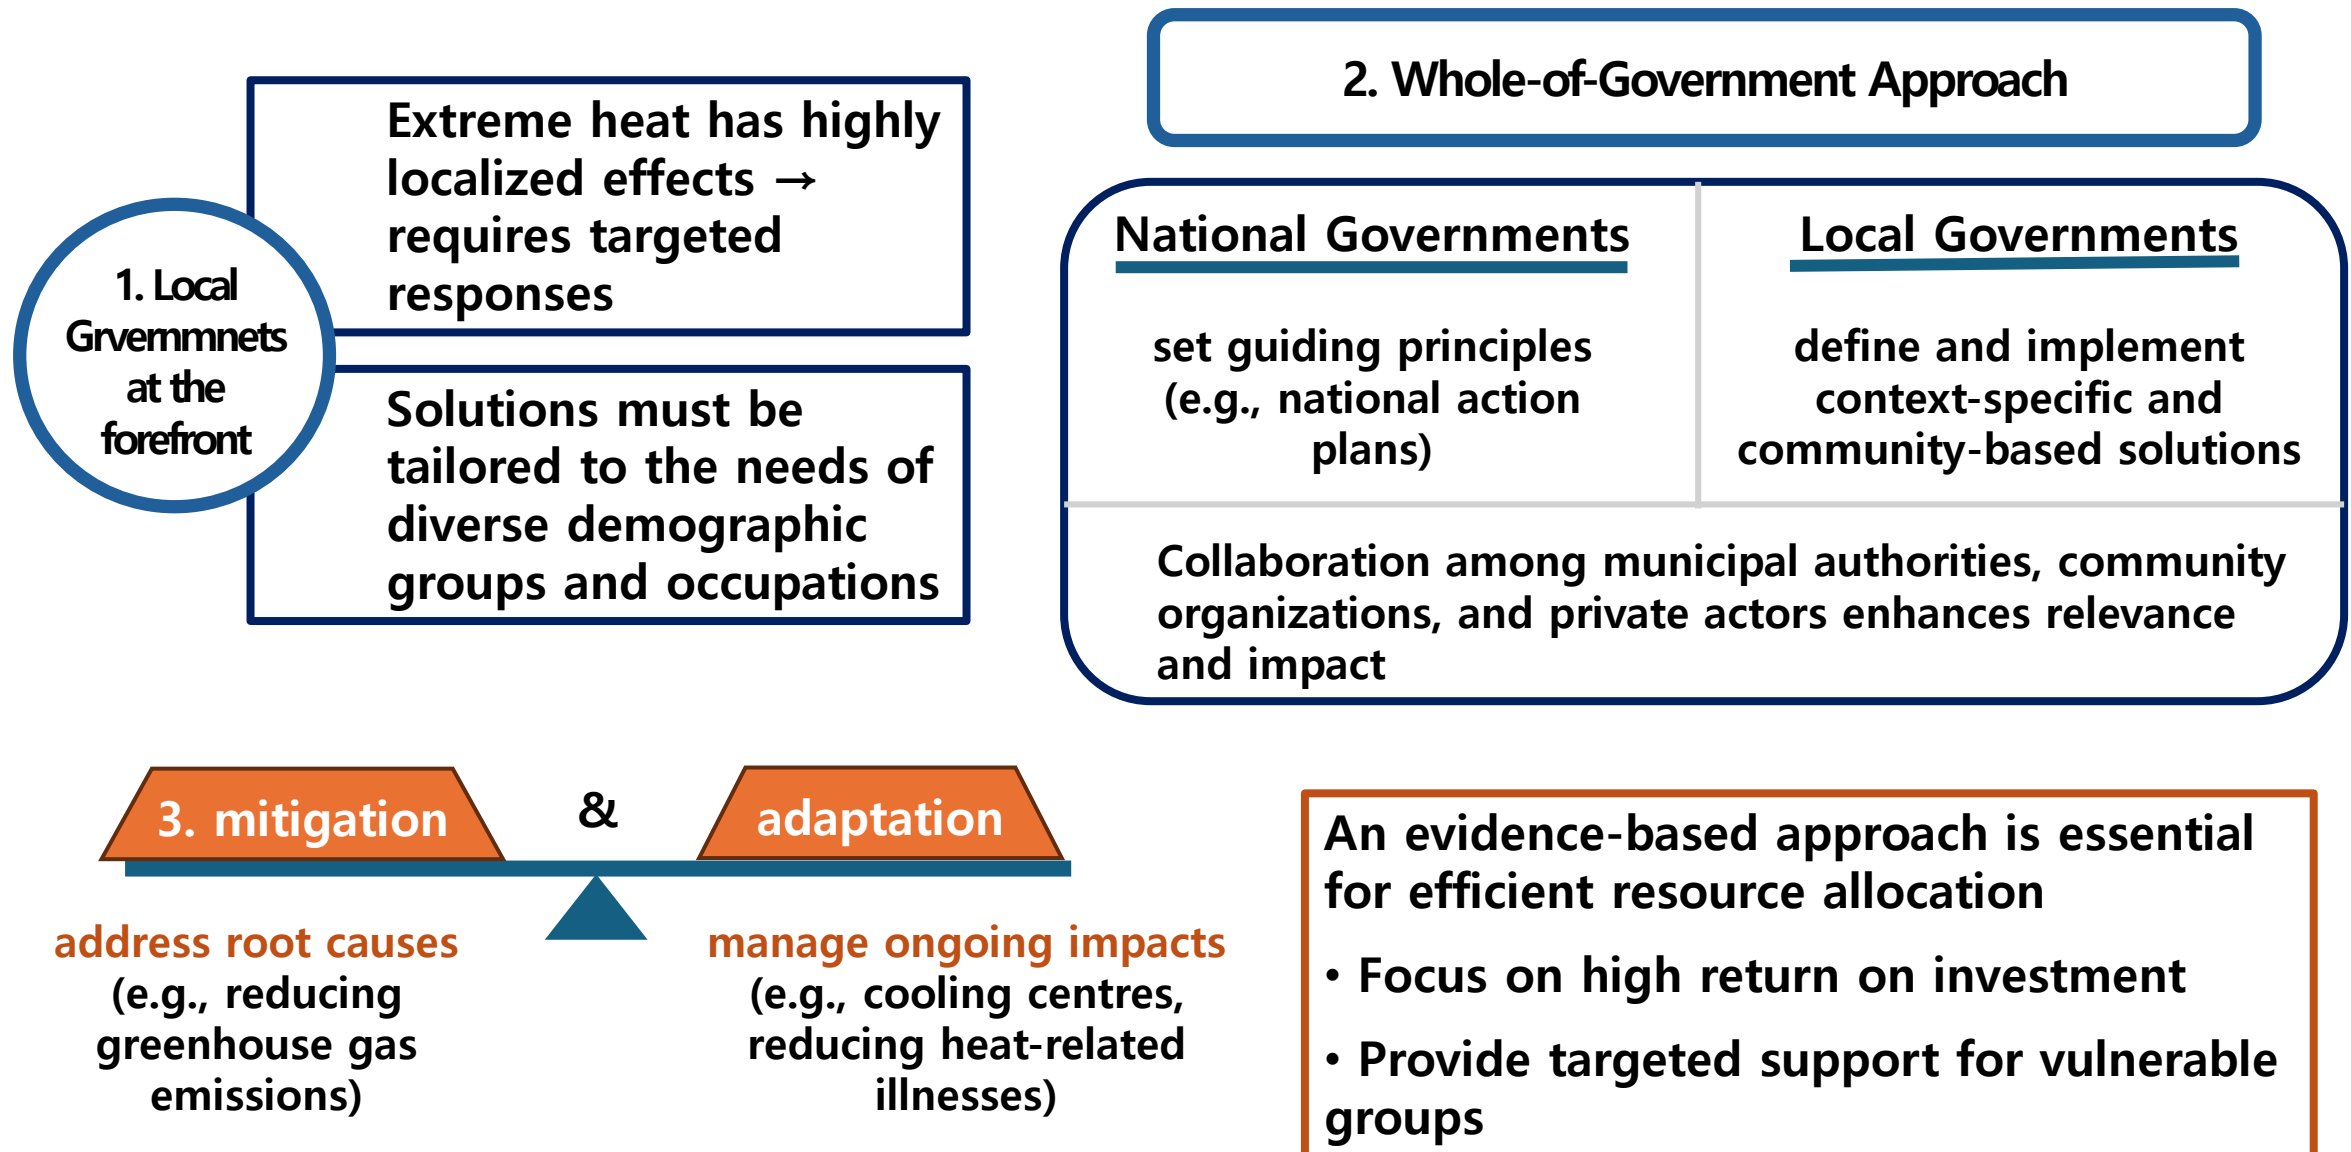 1. Local
Grvernmnets
at the
forefront
Extreme heat has highly
localized effects →
requires targeted
responses
Solutions must be
tailored to the needs of
diverse demographic
groups and occupations
2. Whole-of-Government Approach
National Governments
set guiding principles
(e.g., national action
plans)
Local Governments
define and implement
context-specific and
community-based solutions
Collaboration among municipal authorities, community
organizations, and private actors enhances relevance
and impact
3. mitigation
&
adaptation
address root causes
(e.g., reducing
greenhouse gas
emissions)
manage ongoing impacts
(e.g., cooling centres,
reducing heat-related
illnesses)
An evidence-based approach is essential
for efficient resource allocation
• Focus on high return on investment
• Provide targeted support for vulnerable
groups